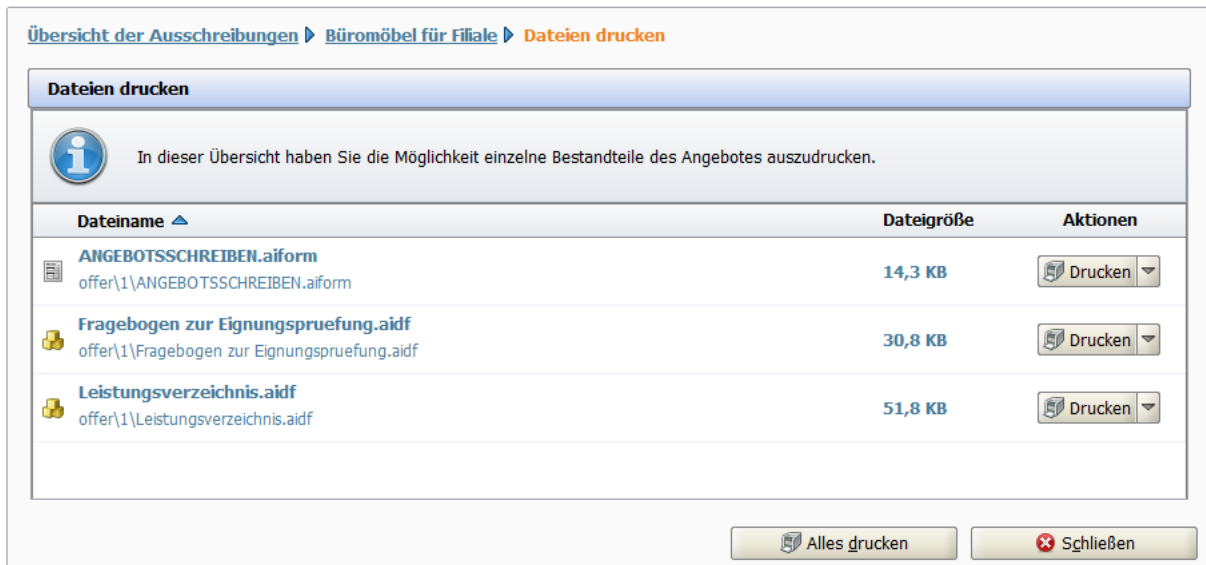 Übersicht der Ausschreibungen Büromöbel für Filiale Dateien drucken
Dateien drucken
In dieser Übersicht haben Sie die Möglichkeit einzelne Bestandteile des Angebotes auszudrucken.
Dateiname Dateigröße Aktionen
ANGEBOTSSCHREIBEN.aiform
offer\1\ANGEBOTSSCHREIBEN.aiform
14,3 KB Drucken
Fragebogen zur Eignungspruefung.aidf
offer\1\Fragebogen zur Eignungspruefung.aidf
30,8 KB Drucken
Leistungsverzeichnis.aidf
offer\1\Leistungsverzeichnis.aidf
51,8 KB Drucken
Alles drucken Schließen